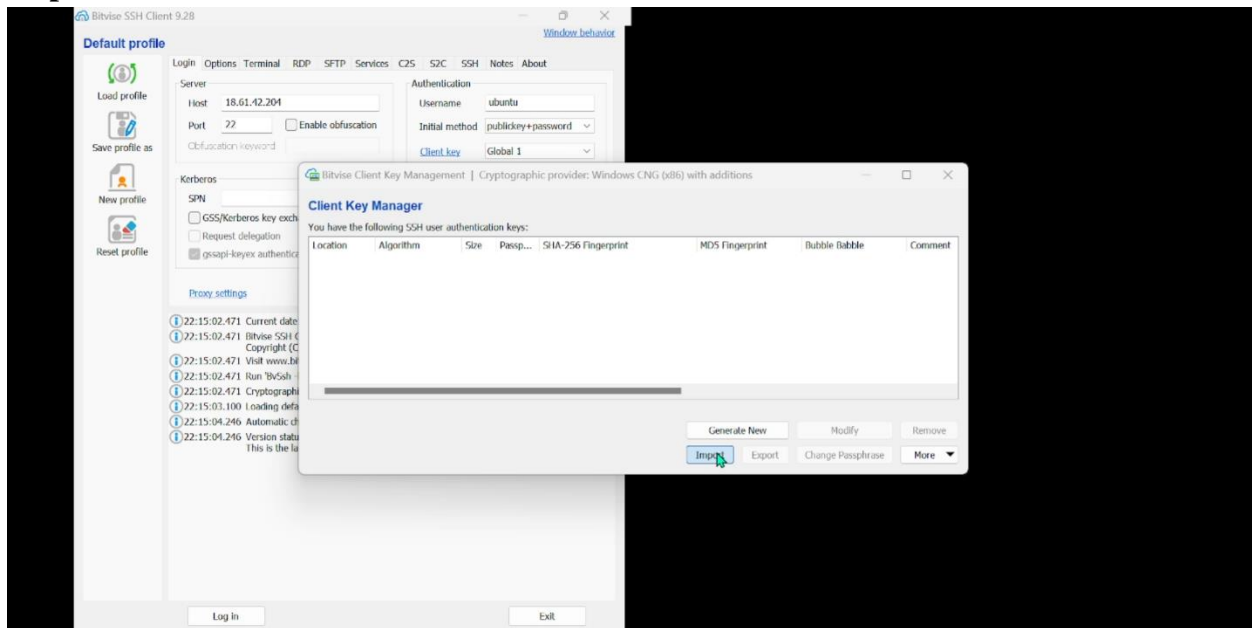 Bitvise SSH Client 9.28
Window behavior
Default profile
Login Options Terminal RDP SFTP Services C2S S2C SSH Notes About
Load profile
Save profile as
New profile
Reset profile
Server
Host 18.61.42.204
Port 22 Enable obfuscation
Obfuscation keyword
Authentication
Username ubuntu
Initial method publickey+password
Client key Global 1
Kerberos
SPN
GSS/Kerberos key exch
Request delegation
gssapi-keyex authentica
Proxy settings
22:15:02.471 Current date
22:15:02.471 Bitvise SSH C
Copyright (C
22:15:02.471 Visit www.bit
22:15:02.471 Run 'BvSsh -
22:15:02.471 Cryptographi
22:15:03.100 Loading defa
22:15:04.246 Automatic ch
22:15:04.246 Version statu
This is the la
Log in
Exit
Bitvise Client Key Management | Cryptographic provider: Windows CNG (x86) with additions
Client Key Manager
You have the following SSH user authentication keys:
Location Algorithm Size Passp... SHA-256 Fingerprint MD5 Fingerprint Bubble Babble Comment
Generate New Modify Remove
Import Export Change Passphrase More